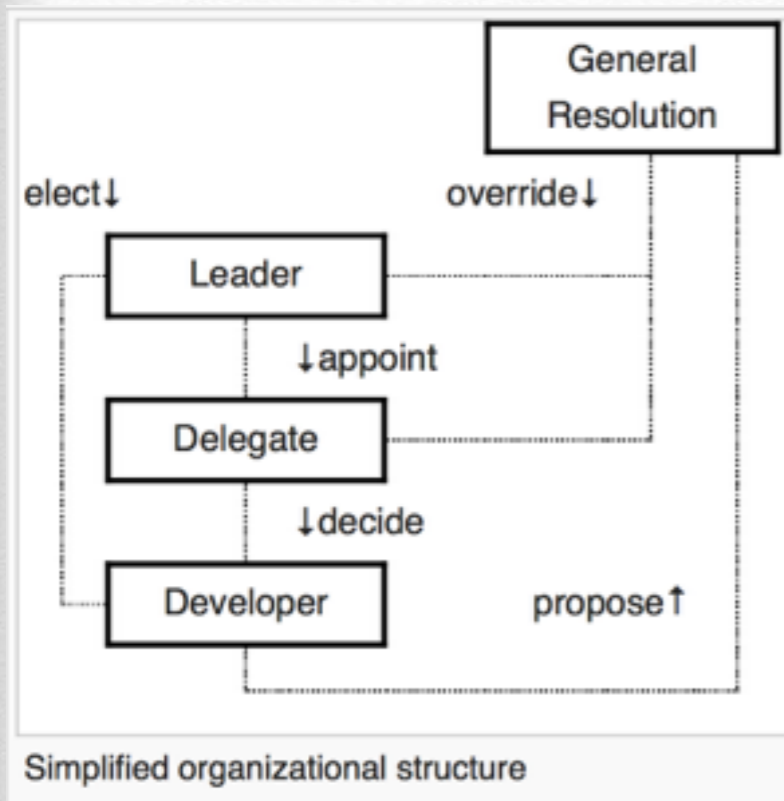 General
Resolution
elect↓
override↓
Leader
↓appoint
Delegate
↓decide
Developer
propose↑
Simplified organizational structure